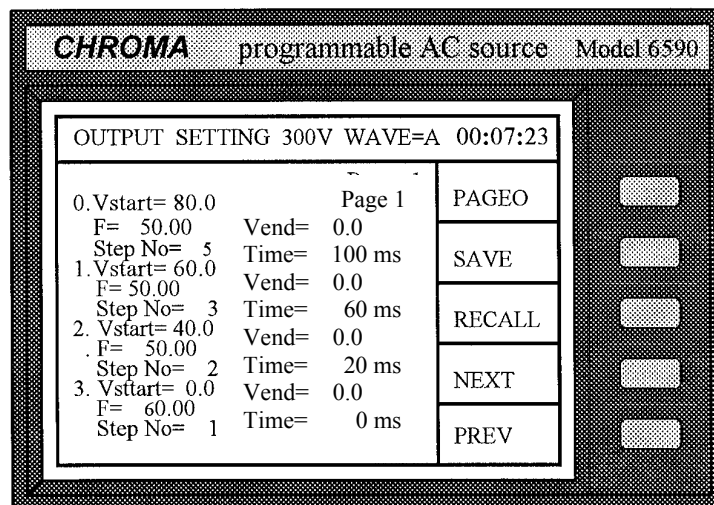 CHROMA programmable AC source Model 6590
OUTPUT SETTING 300V WAVE=A 00:07:23
Page 1
0.Vstart= 80.0
F= 50.00 Vend= 0.0
Step No= 5 Time= 100 ms
1.Vstart= 60.0
F= 50.00 Vend= 0.0
Step No= 3 Time= 60 ms
2. Vstart= 40.0
. F= 50.00 Vend= 0.0
Step No= 2 Time= 20 ms
3. Vsttart= 0.0
F= 60.00 Vend= 0.0
Step No= 1 Time= 0 ms
PAGEO
SAVE
RECALL
NEXT
PREV